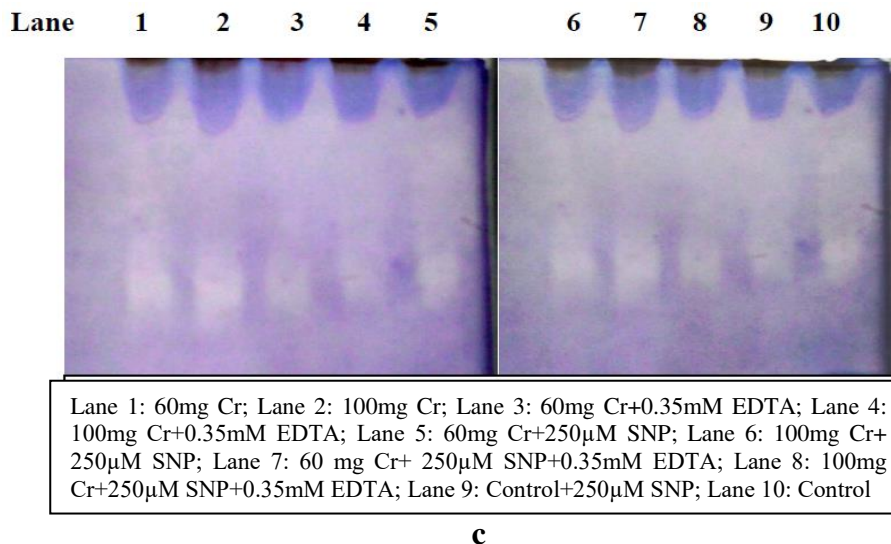 Lane 1 2 3 4 5 6 7 8 9 10
Lane 1: 60mg Cr; Lane 2: 100mg Cr; Lane 3: 60mg Cr+0.35mM EDTA; Lane 4:
100mg Cr+0.35mM EDTA; Lane 5: 60mg Cr+250µM SNP; Lane 6: 100mg Cr+
250µM SNP; Lane 7: 60 mg Cr+ 250µM SNP+0.35mM EDTA; Lane 8: 100mg
Cr+250µM SNP+0.35mM EDTA; Lane 9: Control+250µM SNP; Lane 10: Control
c